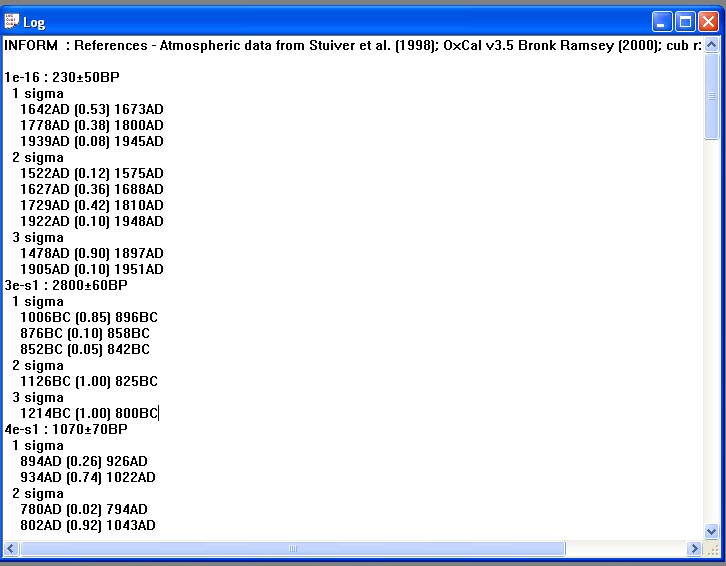 Log
INFORM : References - Atmospheric data from Stuiver et al. (1998); OxCal v3.5 Bronk Ramsey (2000); cub r:
1e-16 : 230±50BP
1 sigma
1642AD (0.53) 1673AD
1778AD (0.38) 1800AD
1939AD (0.08) 1945AD
2 sigma
1522AD (0.12) 1575AD
1627AD (0.36) 1688AD
1729AD (0.42) 1810AD
1922AD (0.10) 1948AD
3 sigma
1478AD (0.90) 1897AD
1905AD (0.10) 1951AD
3e-s1 : 2800±60BP
1 sigma
1006BC (0.85) 896BC
876BC (0.10) 858BC
852BC (0.05) 842BC
2 sigma
1126BC (1.00) 825BC
3 sigma
1214BC (1.00) 800BC
4e-s1 : 1070±70BP
1 sigma
894AD (0.26) 926AD
934AD (0.74) 1022AD
2 sigma
780AD (0.02) 794AD
802AD (0.92) 1043AD